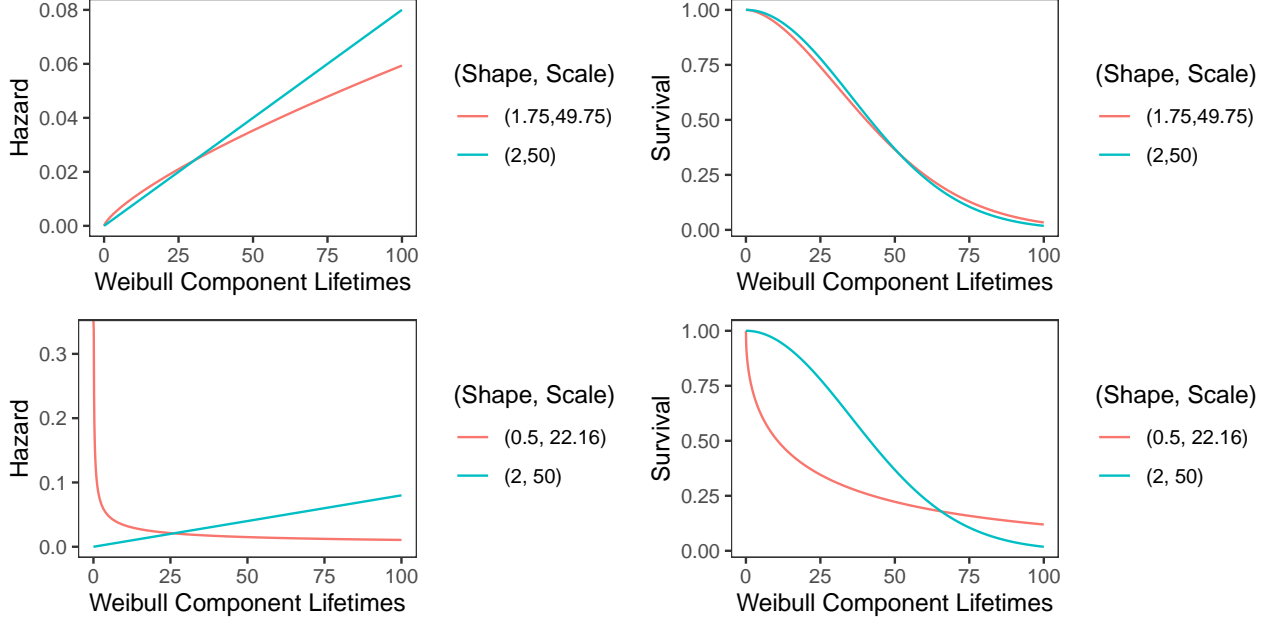 Hazard
0.08
0.06
0.04
0.02
0.00
0 25 50 75 100
Weibull Component Lifetimes
(Shape, Scale)
(1.75,49.75)
(2,50)
Survival
1.00
0.75
0.50
0.25
0.00
0 25 50 75 100
Weibull Component Lifetimes
(Shape, Scale)
(1.75,49.75)
(2,50)
Hazard
0.3
0.2
0.1
0.0
0 25 50 75 100
Weibull Component Lifetimes
(Shape, Scale)
(0.5, 22.16)
(2, 50)
Survival
1.00
0.75
0.50
0.25
0.00
0 25 50 75 100
Weibull Component Lifetimes
(Shape, Scale)
(0.5, 22.16)
(2, 50)